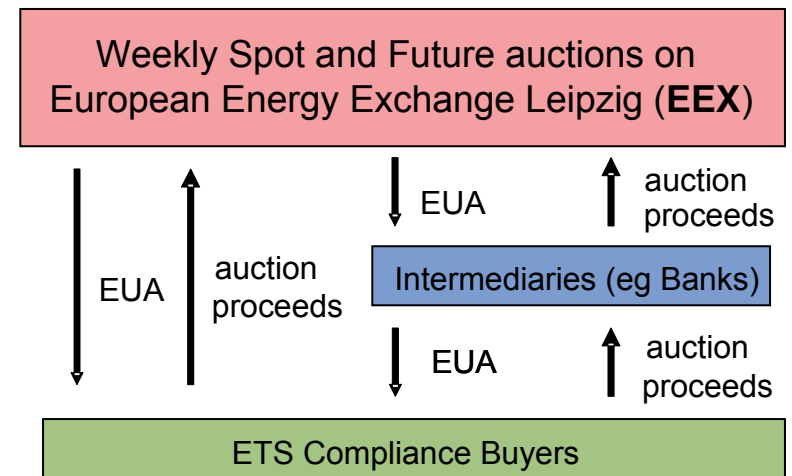 Weekly Spot and Future auctions on
European Energy Exchange Leipzig (EEX)
EUA
auction
proceeds
EUA
auction
proceeds
Intermediaries (eg Banks)
EUA
auction
proceeds
ETS Compliance Buyers